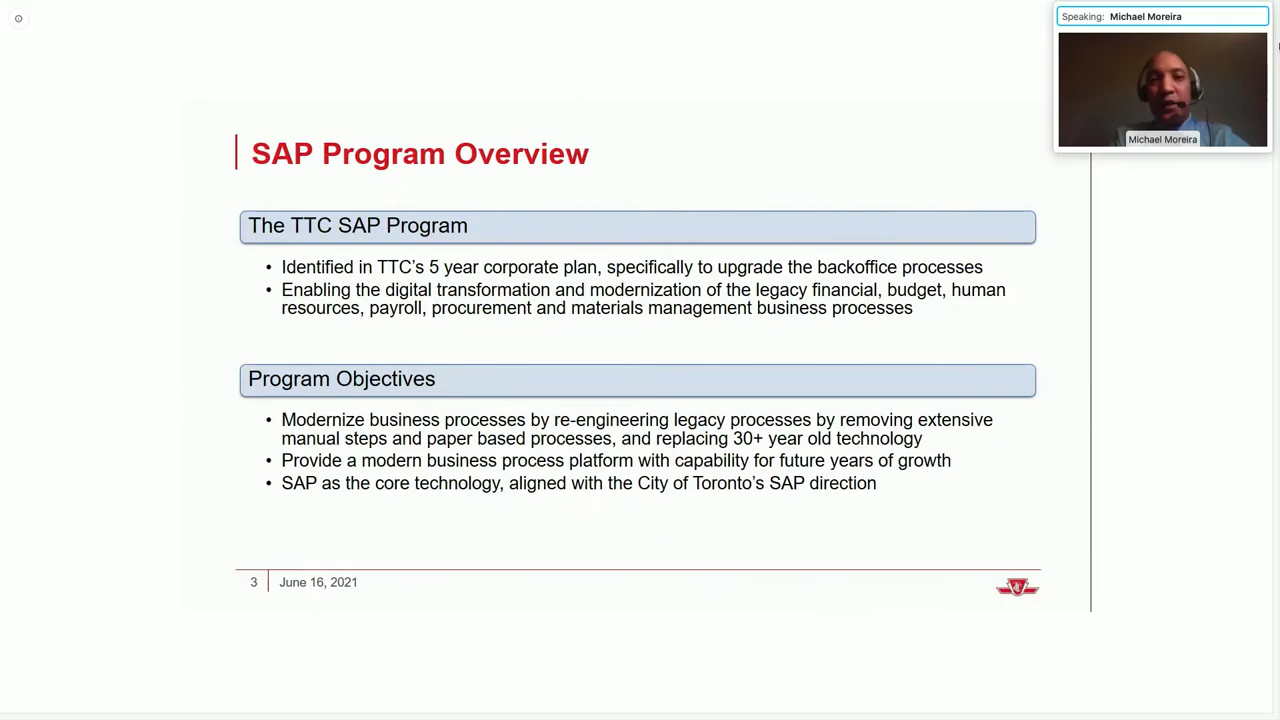 Speaking: Michael Moreira
Michael Moreira
SAP Program Overview
The TTC SAP Program
• Identified in TTC's 5 year corporate plan, specifically to upgrade the backoffice processes
• Enabling the digital transformation and modernization of the legacy financial, budget, human
resources, payroll, procurement and materials management business processes
Program Objectives
• Modernize business processes by re-engineering legacy processes by removing extensive
manual steps and paper based processes, and replacing 30+ year old technology
• Provide a modern business process platform with capability for future years of growth
• SAP as the core technology, aligned with the City of Toronto's SAP direction
3 June 16, 2021